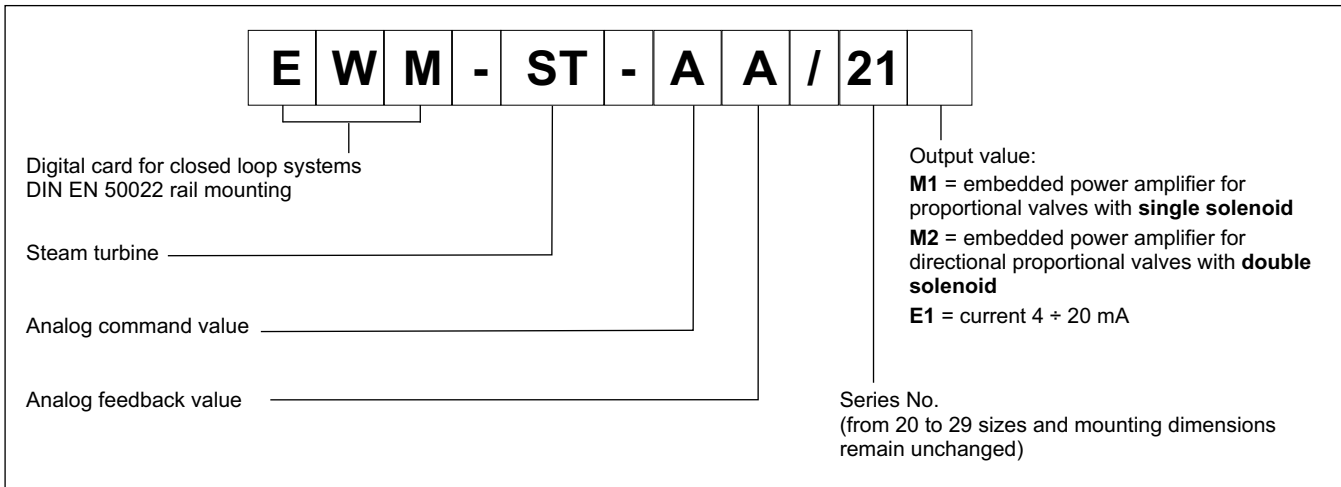 E W M - ST - A A / 21
Digital card for closed loop systems
DIN EN 50022 rail mounting
Steam turbine
Analog command value
Analog feedback value
Output value:
M1 = embedded power amplifier for
proportional valves with single solenoid
M2 = embedded power amplifier for
directional proportional valves with double
solenoid
E1 = current 4 ÷ 20 mA
Series No.
(from 20 to 29 sizes and mounting dimensions
remain unchanged)